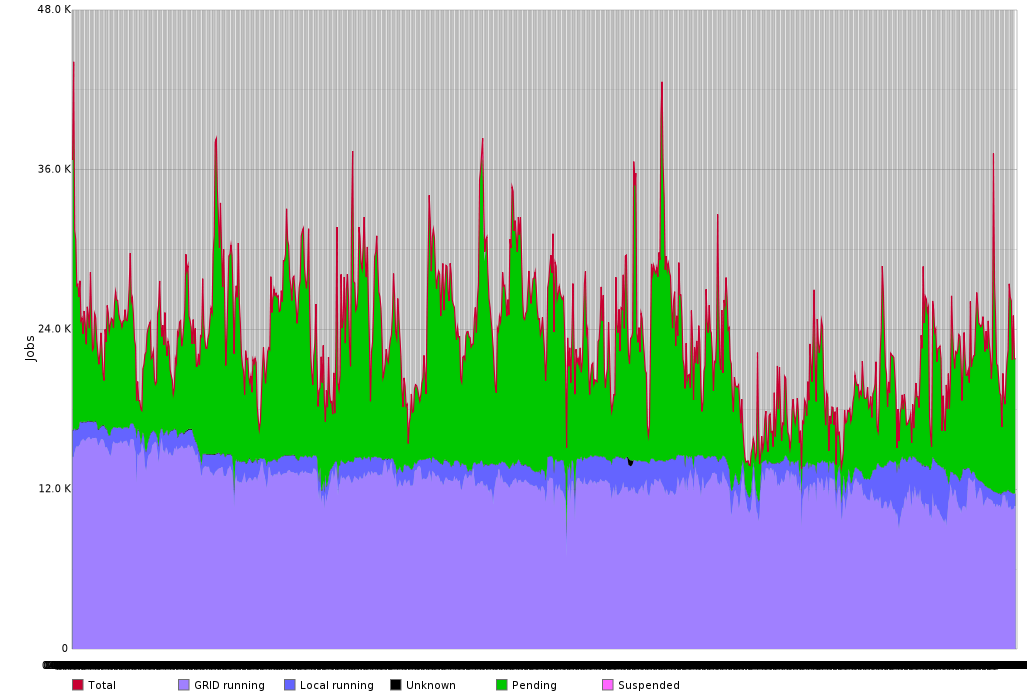 48.0 K
36.0 K
24.0 K
12.0 K
0
Jobs
Total GRID running Local running Unknown Pending Suspended